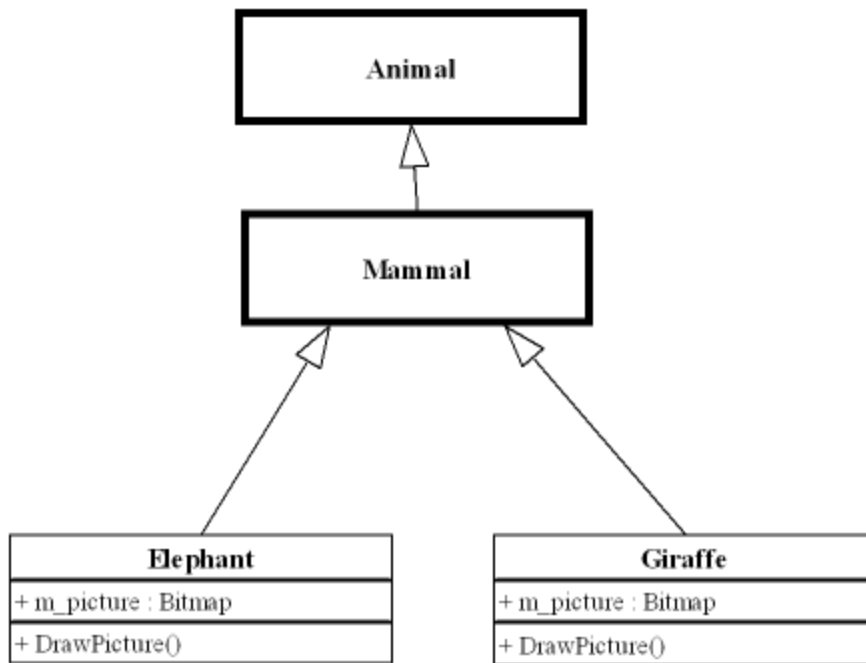 Animal
Mammal
Elephant
+ m_picture : Bitmap
+ DrawPicture()
Giraffe
+ m_picture : Bitmap
+ DrawPicture()